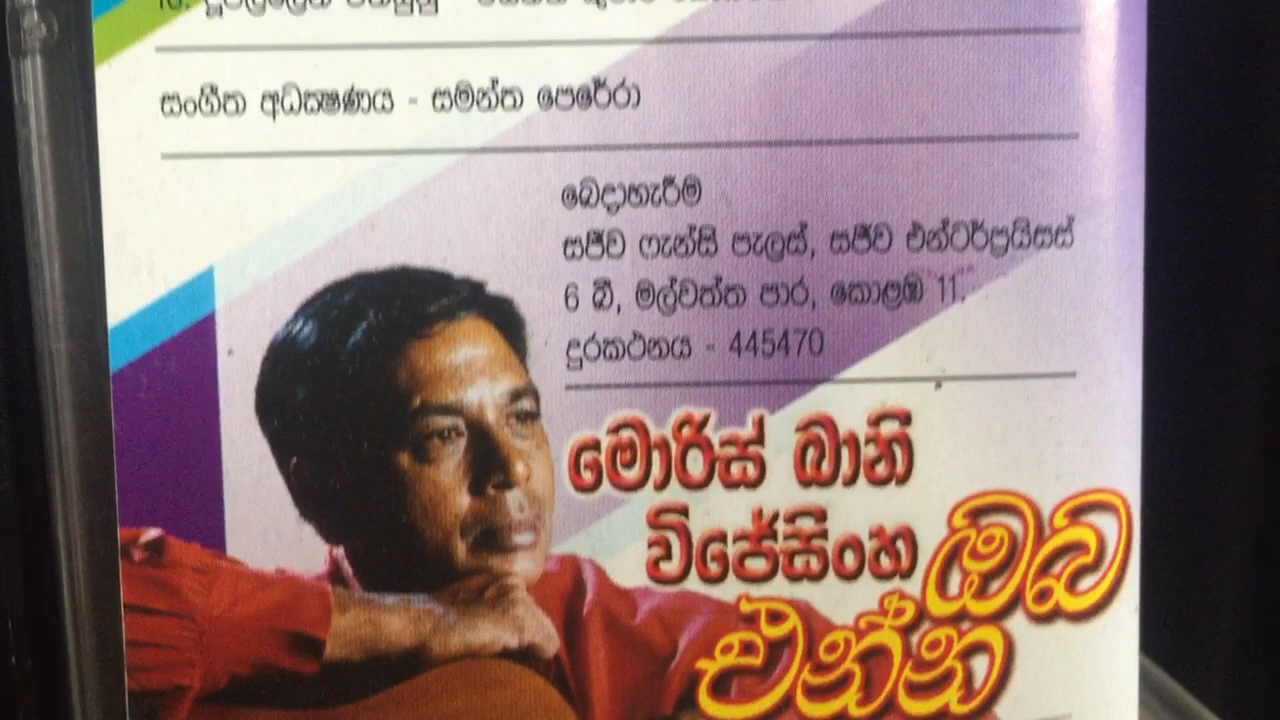 සංගීත අධ්‍යක්ෂණය - සමන්ත පෙරේරා
බෙදාහැරීම
සජීව ෆැන්සි පැලස්, සජීව එන්ටර්ප්‍රයිසස්
6 බී, මල්වත්ත පාර, කොළඹ 11.
දුරකථනය - 445470
මොරිස් බානි
විජේසිංහ
ඔබ
එන්න